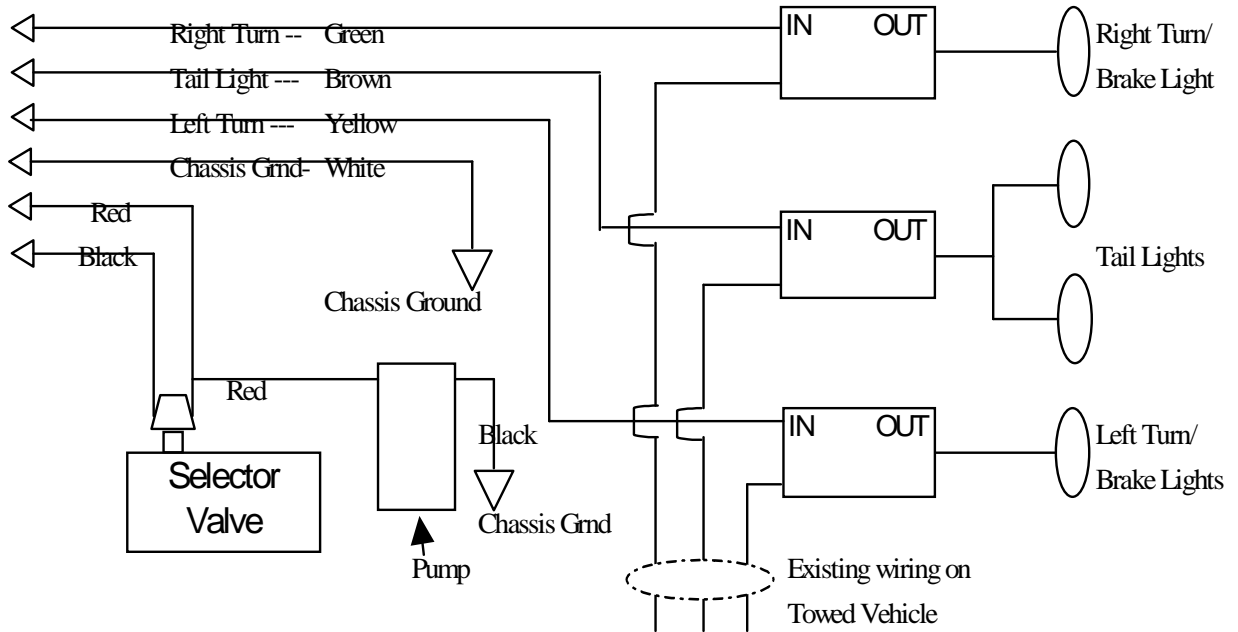 Right Turn -- Green
IN OUT
Right Turn/
Brake Light
Tail Light --- Brown
Left Turn --- Yellow
Chassis Grnd- White
Red
Black
IN OUT
Tail Lights
Chassis Ground
Red
Black
IN OUT
Left Turn/
Brake Lights
Selector
Valve
Chassis Grnd
Pump
Existing wiring on
Towed Vehicle